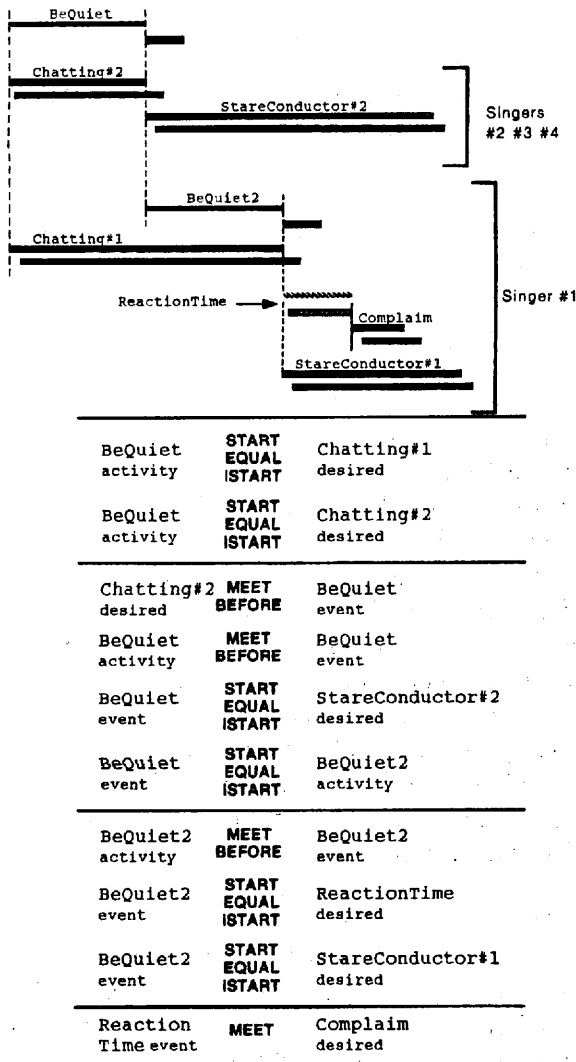 BeQuiet
Chatting#2
StareConductor#2
Singers
#2 #3 #4
BeQuiet2
Chatting#1
ReactionTime
Complaim
Singer #1
StareConductor#1
BeQuiet START Chatting#1
activity EQUAL desired
ISTART
BeQuiet START Chatting#2
activity EQUAL desired
ISTART
Chatting#2 MEET BeQuiet
desired BEFORE event
BeQuiet MEET BeQuiet
activity BEFORE event
BeQuiet START StareConductor#2
event EQUAL desired
ISTART
BeQuiet START BeQuiet2
event EQUAL activity
ISTART
BeQuiet2 MEET BeQuiet2
activity BEFORE event
BeQuiet2 START ReactionTime
event EQUAL desired
ISTART
BeQuiet2 START StareConductor#1
event EQUAL desired
ISTART
Reaction MEET Complaim
Time event desired